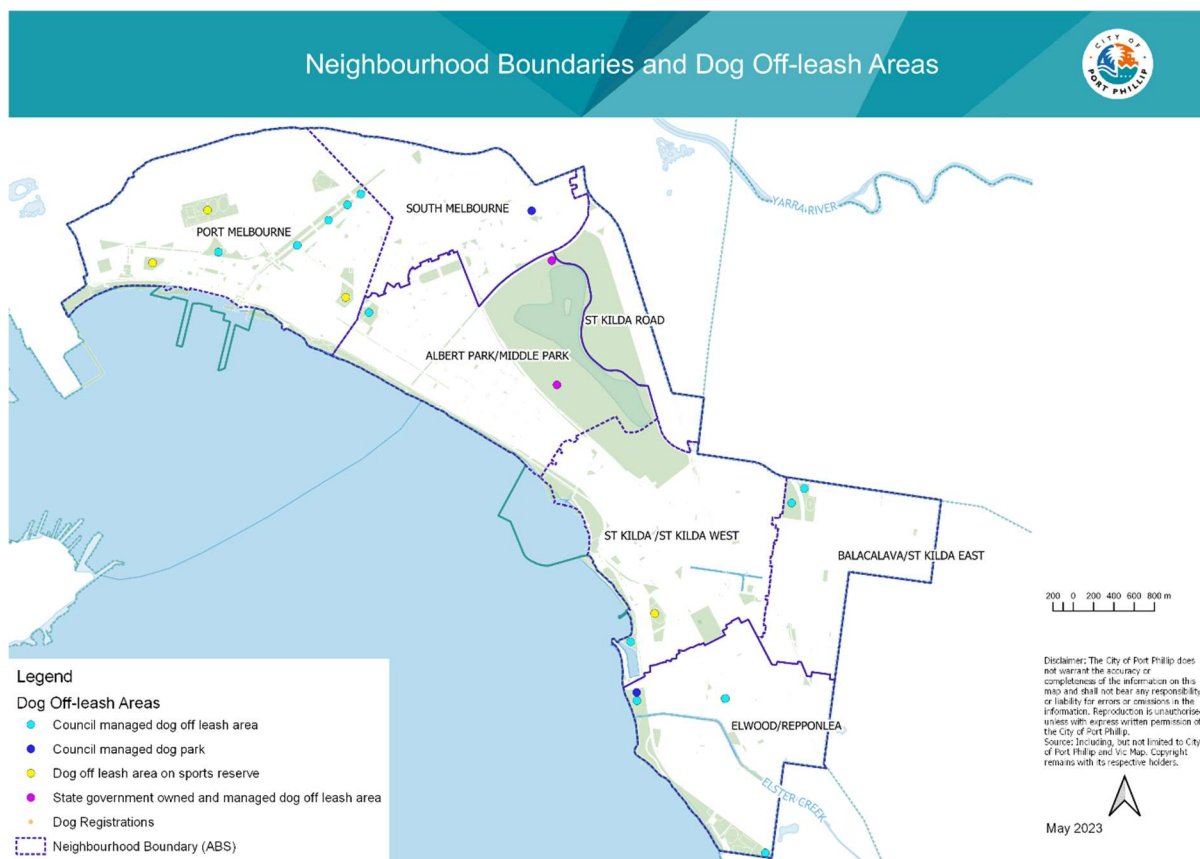 Neighbourhood Boundaries and Dog Off-leash Areas
CITY OF
PORT PHILLIP
YARRA RIVER
SOUTH MELBOURNE
PORT MELBOURNE
ST KILDA ROAD
ALBERT PARK/MIDDLE PARK
ST KILDA /ST KILDA WEST
BALACALAVA/ST KILDA EAST
ELWOOD/REPPONLEA
ELSTER CREEK
200 0 200 400 600 800 m
Legend
Dog Off-leash Areas
Council managed dog off leash area
Council managed dog park
Dog off leash area on sports reserve
State government owned and managed dog off leash area
Dog Registrations
Neighbourhood Boundary (ABS)
Disclaimer: The City of Port Phillip does
not warrant the accuracy or
completeness of the information on this
map and shall not bear any responsibility
or liability for errors or omissions in the
information. Reproduction is unauthorise
unless with express written permission of
the City of Port Phillip.
Source: Including, but not limited to City
of Port Phillip and Vic Map. Copyright
remains with its respective holders.
May 2023